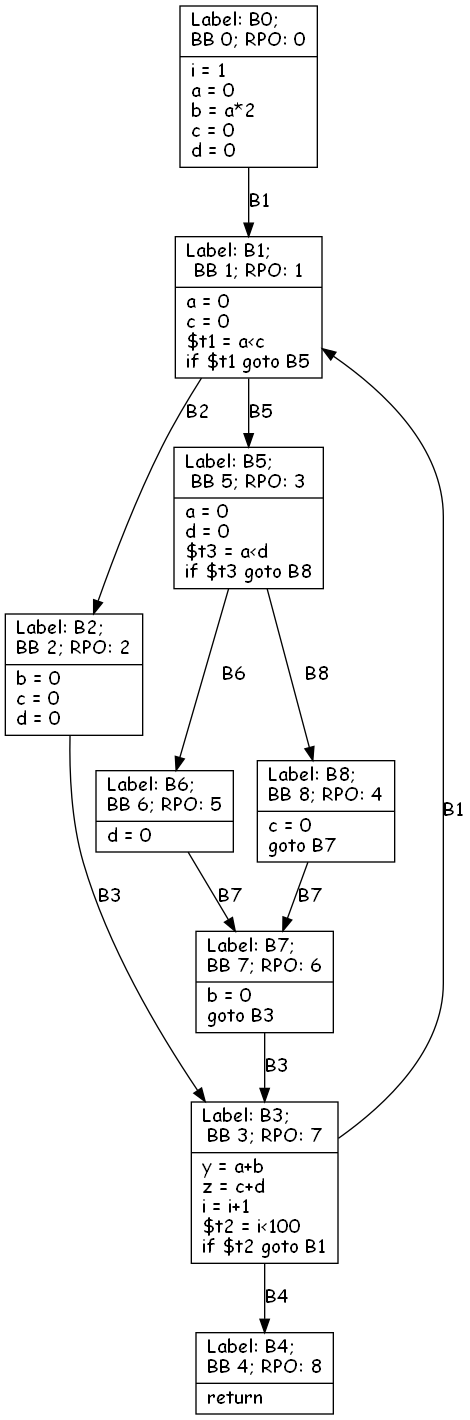 Label: B0;
BB 0; RPO: 0
i = 1
a = 0
b = a*2
c = 0
d = 0
B1
Label: B1;
BB 1; RPO: 1
a = 0
c = 0
$t1 = a<c
if $t1 goto B5
B2
B5
Label: B5;
BB 5; RPO: 3
a = 0
d = 0
$t3 = a<d
if $t3 goto B8
Label: B2;
BB 2; RPO: 2
b = 0
c = 0
d = 0
B6
B8
Label: B6;
BB 6; RPO: 5
d = 0
Label: B8;
BB 8; RPO: 4
c = 0
goto B7
B1
B3
B7
B7
Label: B7;
BB 7; RPO: 6
b = 0
goto B3
B3
Label: B3;
BB 3; RPO: 7
y = a+b
z = c+d
i = i+1
$t2 = i<100
if $t2 goto B1
B4
Label: B4;
BB 4; RPO: 8
return